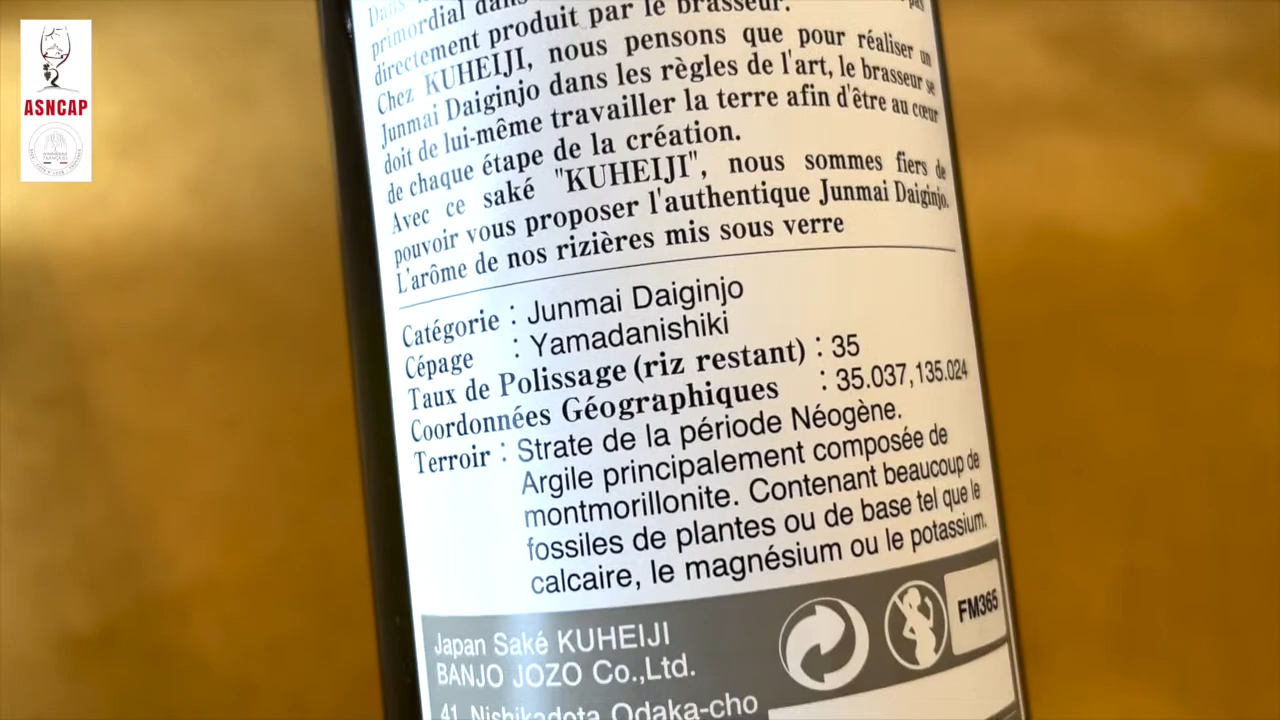 ASNCAP
primordial dans
directement produit par le brasseur. pas
Chez KUHEIJI, nous pensons que pour réaliser un
Junmai Daiginjo dans les règles de l'art, le brasseur se
doit de lui-même travailler la terre afin d'être au cœur
de chaque étape de la création.
Avec ce saké "KUHEIJI", nous sommes fiers de
pouvoir vous proposer l'authentique Junmai Daiginjo.
L'arôme de nos rizières mis sous verre
Catégorie : Junmai Daiginjo
Cépage : Yamadanishiki
Taux de Polissage (riz restant) : 35
Coordonnées Géographiques : 35.037,135.024
Terroir : Strate de la période Néogène.
Argile principalement composée de
montmorillonite. Contenant beaucoup de
fossiles de plantes ou de base tel que le
calcaire, le magnésium ou le potassium.
FM365
Japan Saké KUHEIJI
BANJO JOZO Co.,Ltd.
41 Nishikadota Odaka-cho